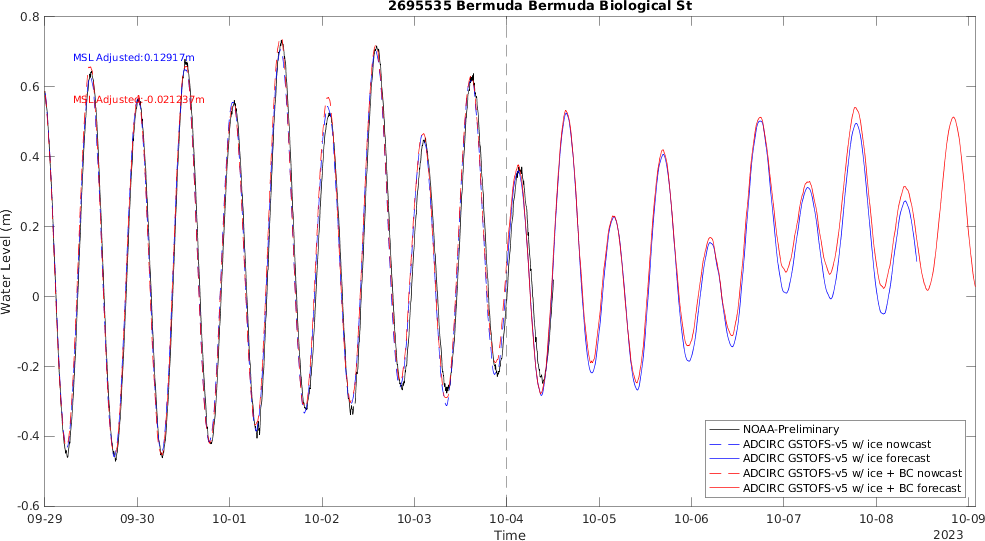 2695535 Bermuda Bermuda Biological St
0.8
MSL Adjusted:0.12917m
0.6
MSL Adjusted:-0.021237m
0.4
0.2
0
-0.2
-0.4
-0.6
Water Level (m)
NOAA-Preliminary
ADCIRC GSTOFS-v5 w/ ice nowcast
ADCIRC GSTOFS-v5 w/ ice forecast
ADCIRC GSTOFS-v5 w/ ice + BC nowcast
ADCIRC GSTOFS-v5 w/ ice + BC forecast
09-29 09-30 10-01 10-02 10-03 10-04 10-05 10-06 10-07 10-08 10-09
Time
2023